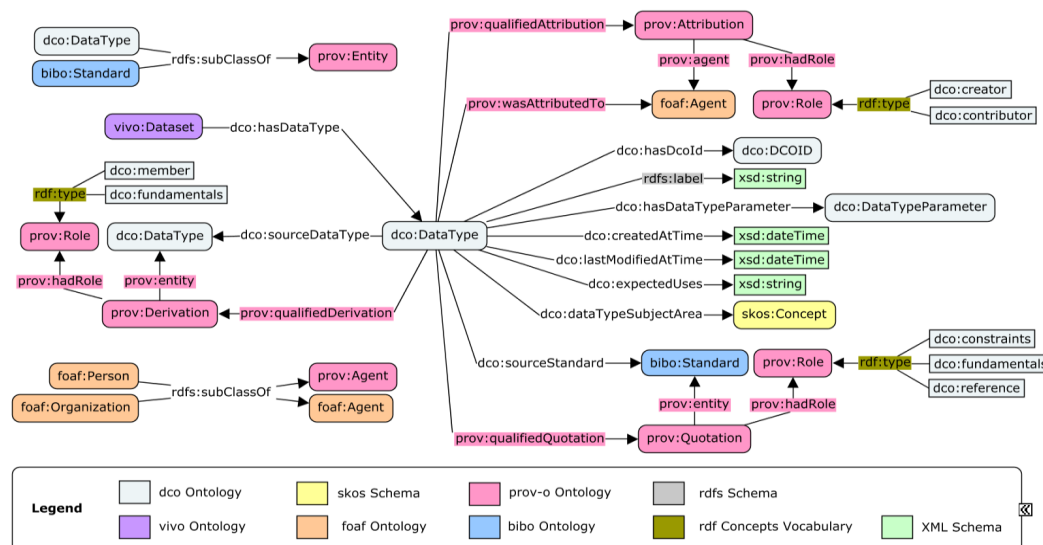 dco:DataType
bibo:Standard
rdfs:subClassOf
prov:Entity
prov:qualifiedAttribution
prov:Attribution
prov:agent
prov:hadRole
prov:wasAttributedTo
foaf:Agent
prov:Role
rdf:type
dco:creator
dco:contributor
vivo:Dataset
dco:hasDataType
dco:hasDcoId
dco:DCOID
rdfs:label
xsd:string
dco:hasDataTypeParameter
dco:DataTypeParameter
dco:member
dco:fundamentals
rdf:type
prov:Role
dco:DataType
dco:sourceDataType
dco:DataType
dco:createdAtTime
xsd:dateTime
dco:lastModifiedAtTime
xsd:dateTime
dco:expectedUses
xsd:string
dco:dataTypeSubjectArea
skos:Concept
prov:hadRole
prov:entity
prov:Derivation
prov:qualifiedDerivation
dco:sourceStandard
bibo:Standard
prov:Role
rdf:type
dco:constraints
dco:fundamentals
dco:reference
prov:entity
prov:hadRole
prov:qualifiedQuotation
prov:Quotation
foaf:Person
foaf:Organization
rdfs:subClassOf
prov:Agent
foaf:Agent
Legend
dco Ontology
skos Schema
prov-o Ontology
rdfs Schema
vivo Ontology
foaf Ontology
bibo Ontology
rdf Concepts Vocabulary
XML Schema